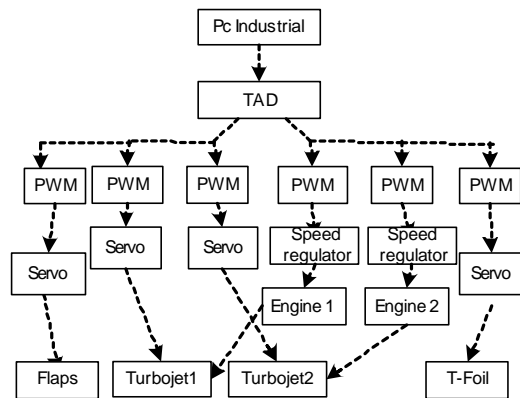 Pc Industrial
TAD
PWM
PWM
PWM
PWM
PWM
PWM
Servo
Servo
Servo
Speed
regulator
Speed
regulator
Servo
Engine 1
Engine 2
Flaps
Turbojet1
Turbojet2
T-Foil